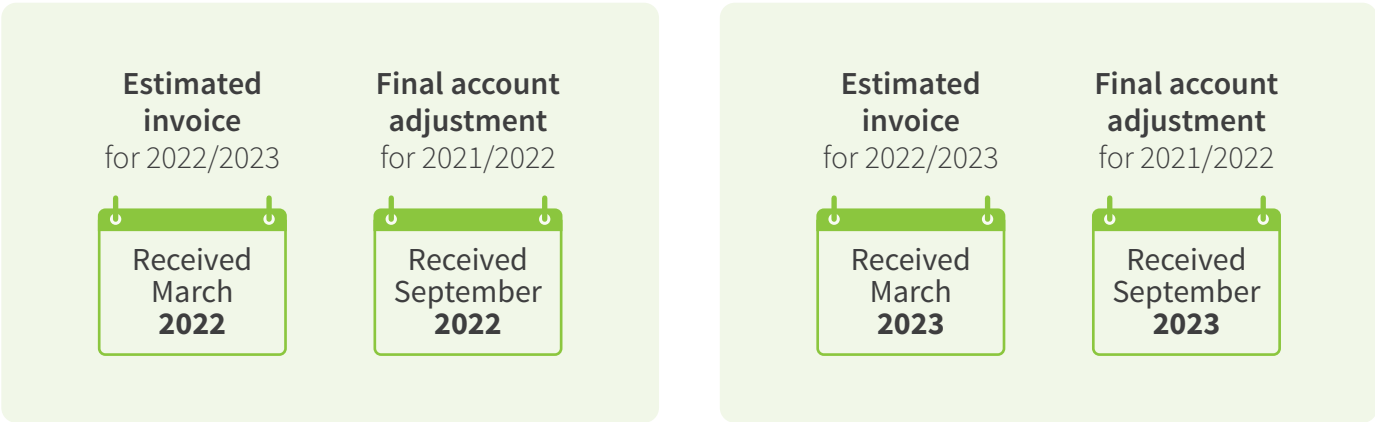 Estimated
invoice
for 2022/2023
Received
March
2022
Final account
adjustment
for 2021/2022
Received
September
2022
Estimated
invoice
for 2022/2023
Received
March
2023
Final account
adjustment
for 2021/2022
Received
September
2023